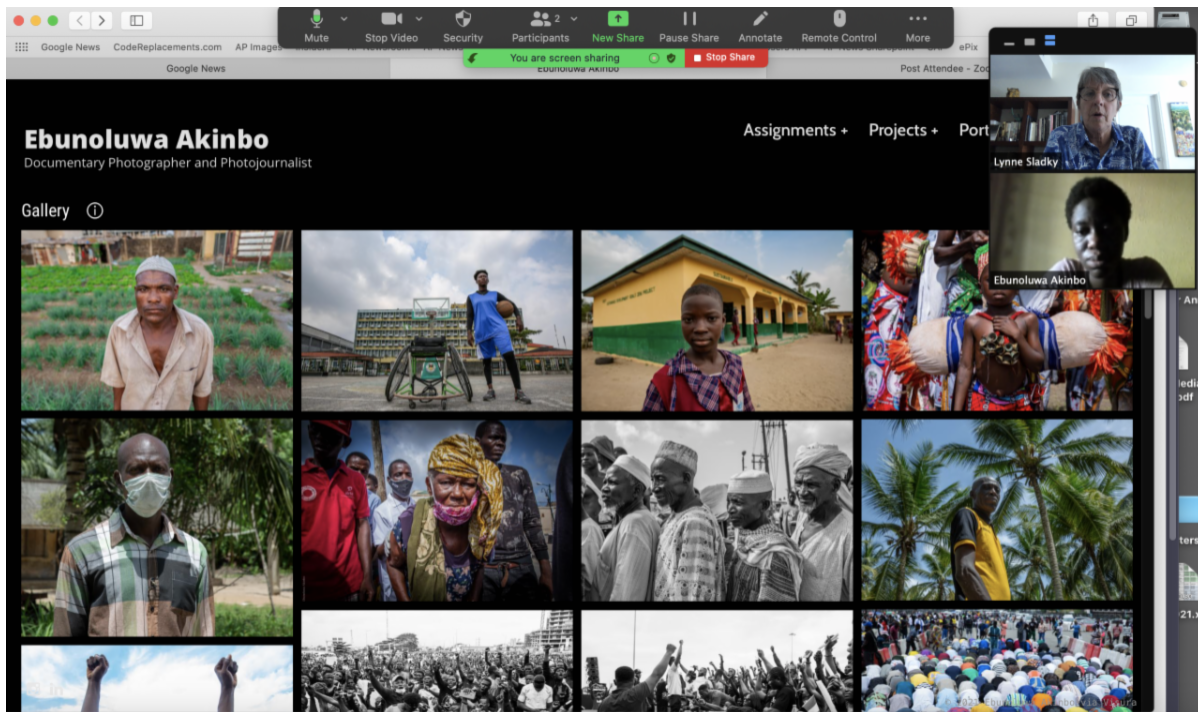 Mute
Stop Video
Security
2
Participants
New Share
Pause Share
Annotate
Remote Control
More
Google News
CodeReplacements.com
AP Images
ePix
You are screen sharing
Stop Share
Google News
Ebunoluwa Akinbo
Post Attendee - Zoo
Ebunoluwa Akinbo
Documentary Photographer and Photojournalist
Assignments +
Projects +
Port
Lynne Sladky
Ebunoluwa Akinbo
Gallery